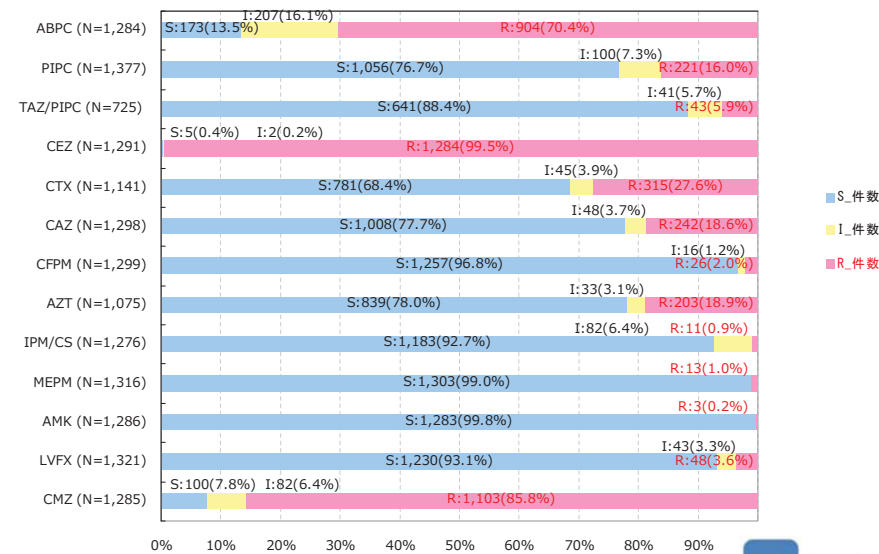 I:207(16.1%)
ABPC (N=1,284) S:173(13.5%) R:904(70.4%)
I:100(7.3%)
PIPC (N=1,377) S:1,056(76.7%) R:221(16.0%)
I:41(5.7%)
TAZ/PIPC (N=725) S:641(88.4%) R:43(5.9%)
S:5(0.4%) I:2(0.2%)
CEZ (N=1,291) R:1,284(99.5%)
I:45(3.9%)
CTX (N=1,141) S:781(68.4%) R:315(27.6%)
I:48(3.7%)
CAZ (N=1,298) S:1,008(77.7%) R:242(18.6%)
I:16(1.2%)
CFPM (N=1,299) S:1,257(96.8%) R:26(2.0%)
I:33(3.1%)
AZT (N=1,075) S:839(78.0%) R:203(18.9%)
I:82(6.4%) R:11(0.9%)
IPM/CS (N=1,276) S:1,183(92.7%)
R:13(1.0%)
MEPM (N=1,316) S:1,303(99.0%)
R:3(0.2%)
AMK (N=1,286) S:1,283(99.8%)
I:43(3.3%)
LVFX (N=1,321) S:1,230(93.1%) R:48(3.6%)
S:100(7.8%) I:82(6.4%)
CMZ (N=1,285) R:1,103(85.8%)
0% 10% 20% 30% 40% 50% 60% 70% 80% 90%
S_件数
I_件数
R_件数